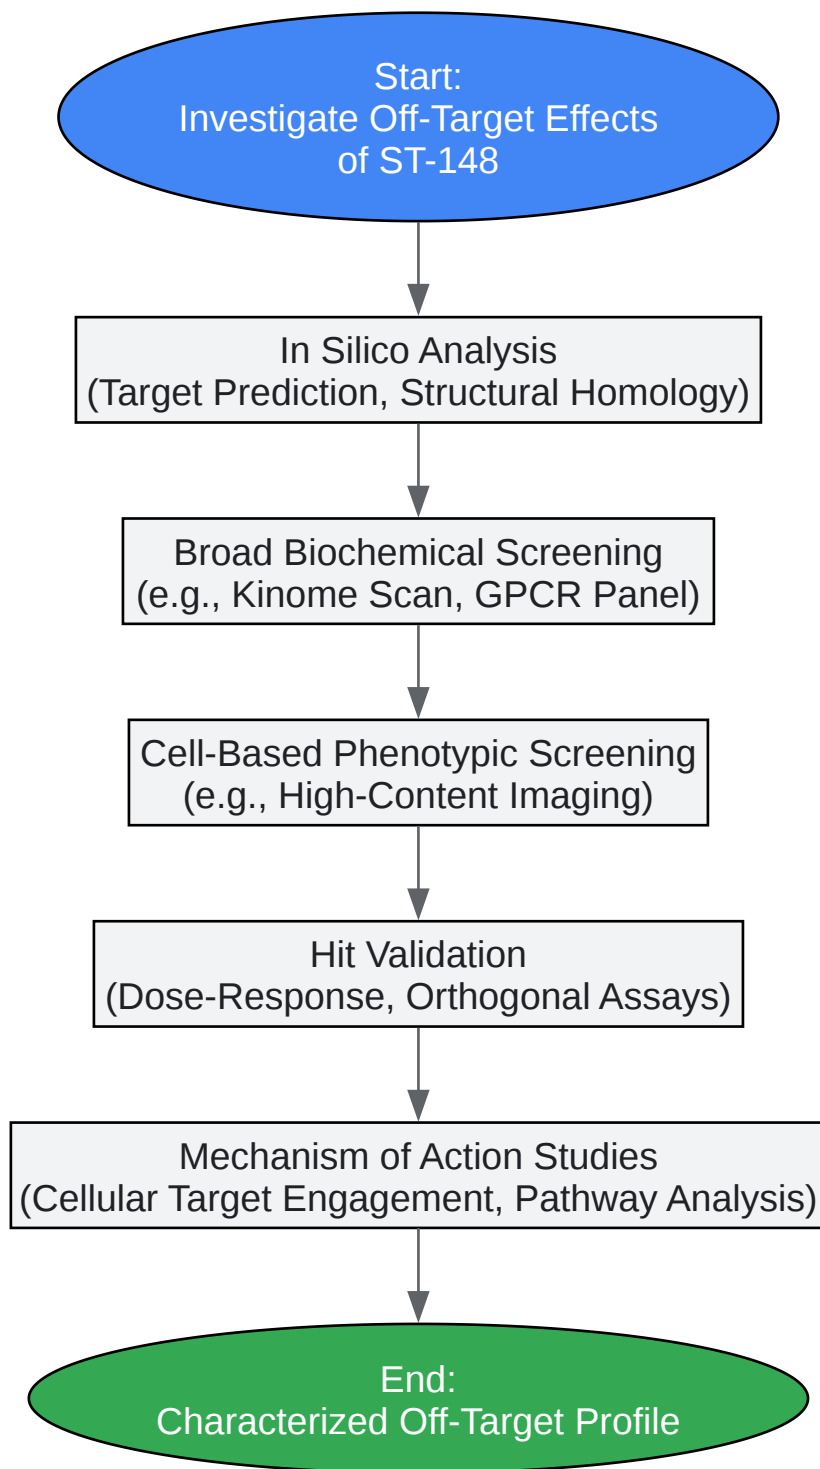 Start:
Investigate Off-Target Effects
of ST-148
In Silico Analysis
(Target Prediction, Structural Homology)
Broad Biochemical Screening
(e.g., Kinome Scan, GPCR Panel)
Cell-Based Phenotypic Screening
(e.g., High-Content Imaging)
Hit Validation
(Dose-Response, Orthogonal Assays)
Mechanism of Action Studies
(Cellular Target Engagement, Pathway Analysis)
End:
Characterized Off-Target Profile